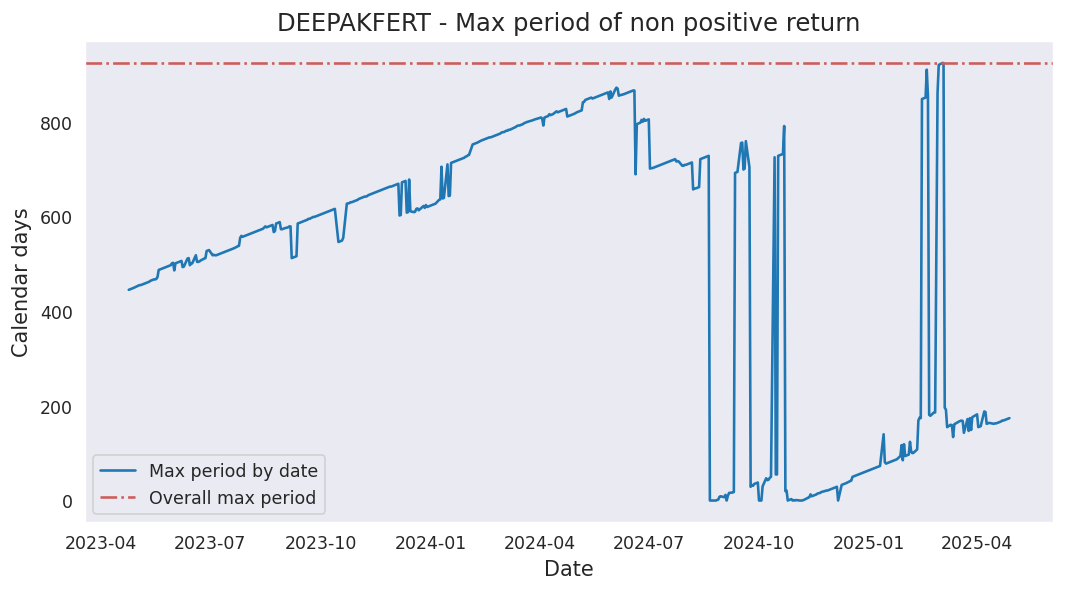 DEEPAKFERT - Max period of non positive return
Calendar days
800
600
400
200
0
Max period by date
Overall max period
2023-04 2023-07 2023-10 2024-01 2024-04 2024-07 2024-10 2025-01 2025-04
Date